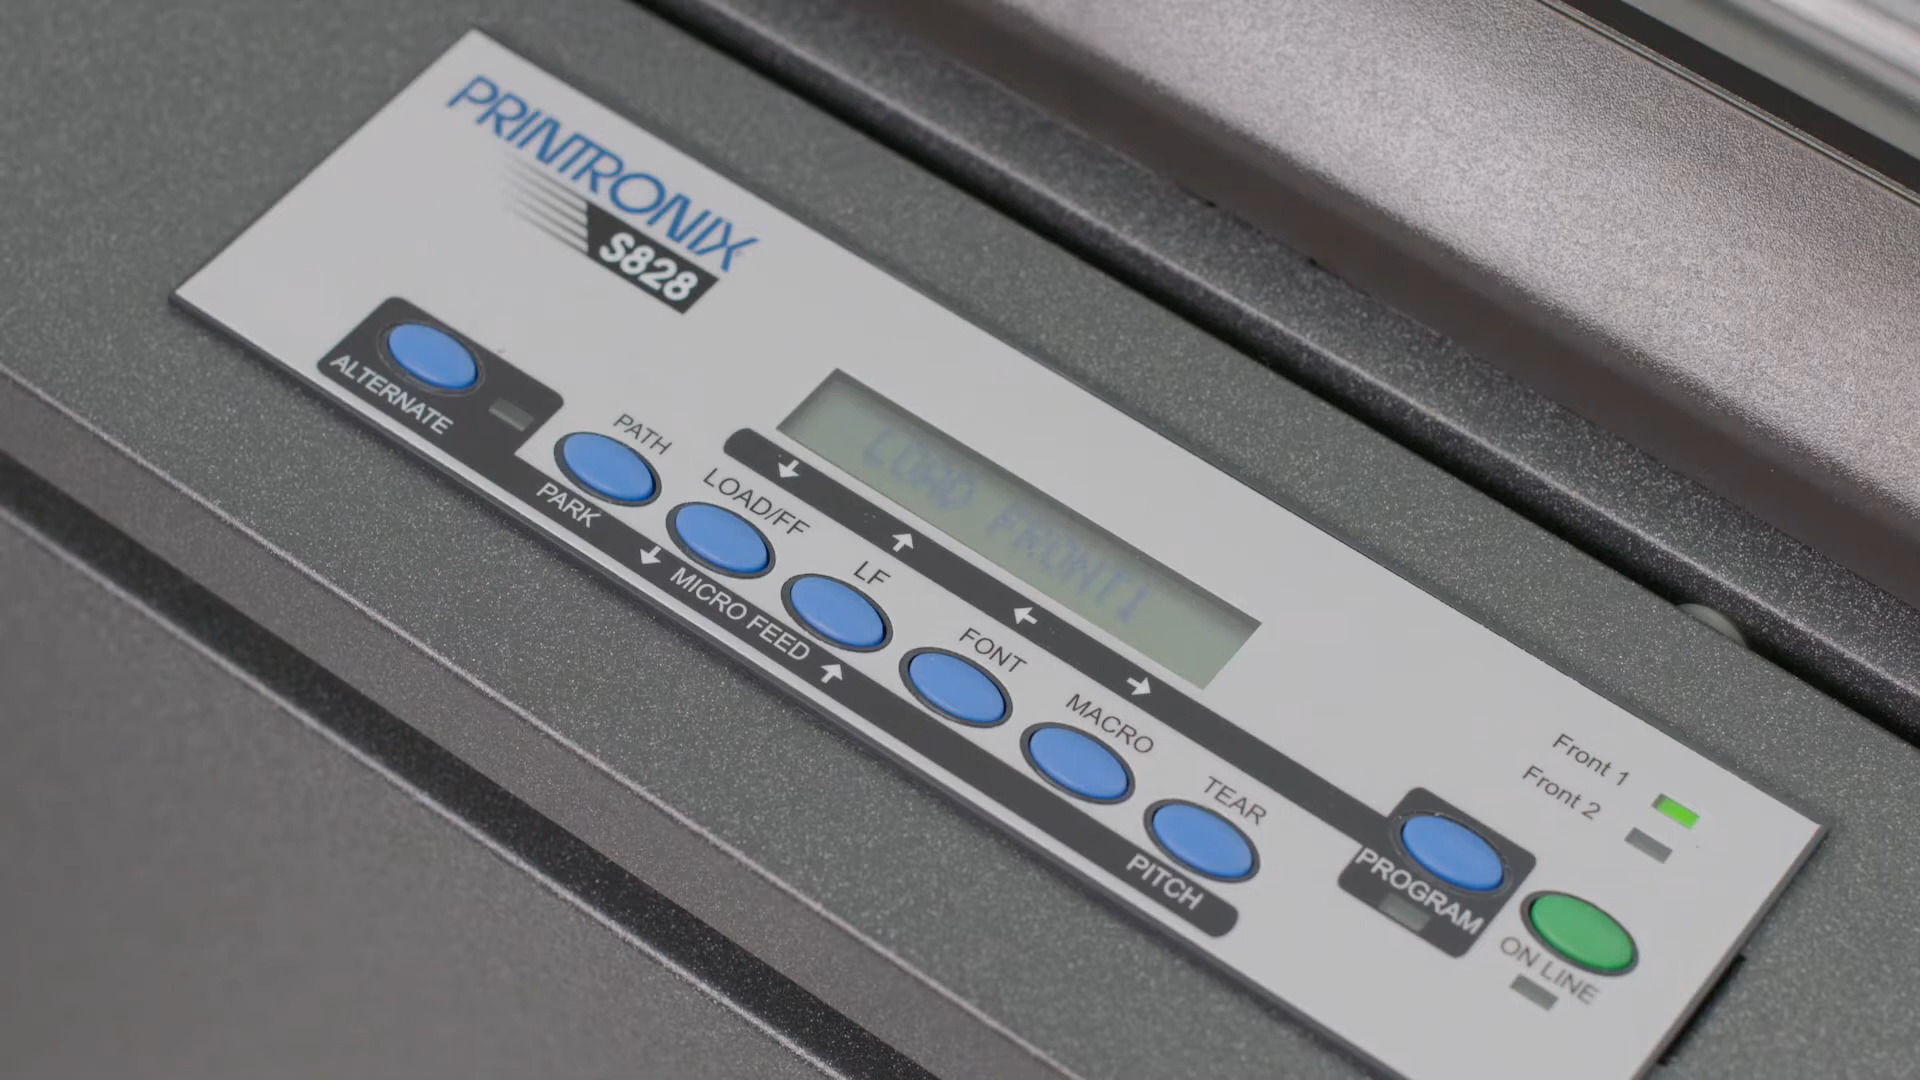 PRINTRONIX
S828
ALTERNATE
PATH
PARK
LOAD/FF
LF
MICRO FEED
LOAD FRONT1
FONT
MACRO
TEAR
PITCH
PROGRAM
Front 1
Front 2
ON LINE